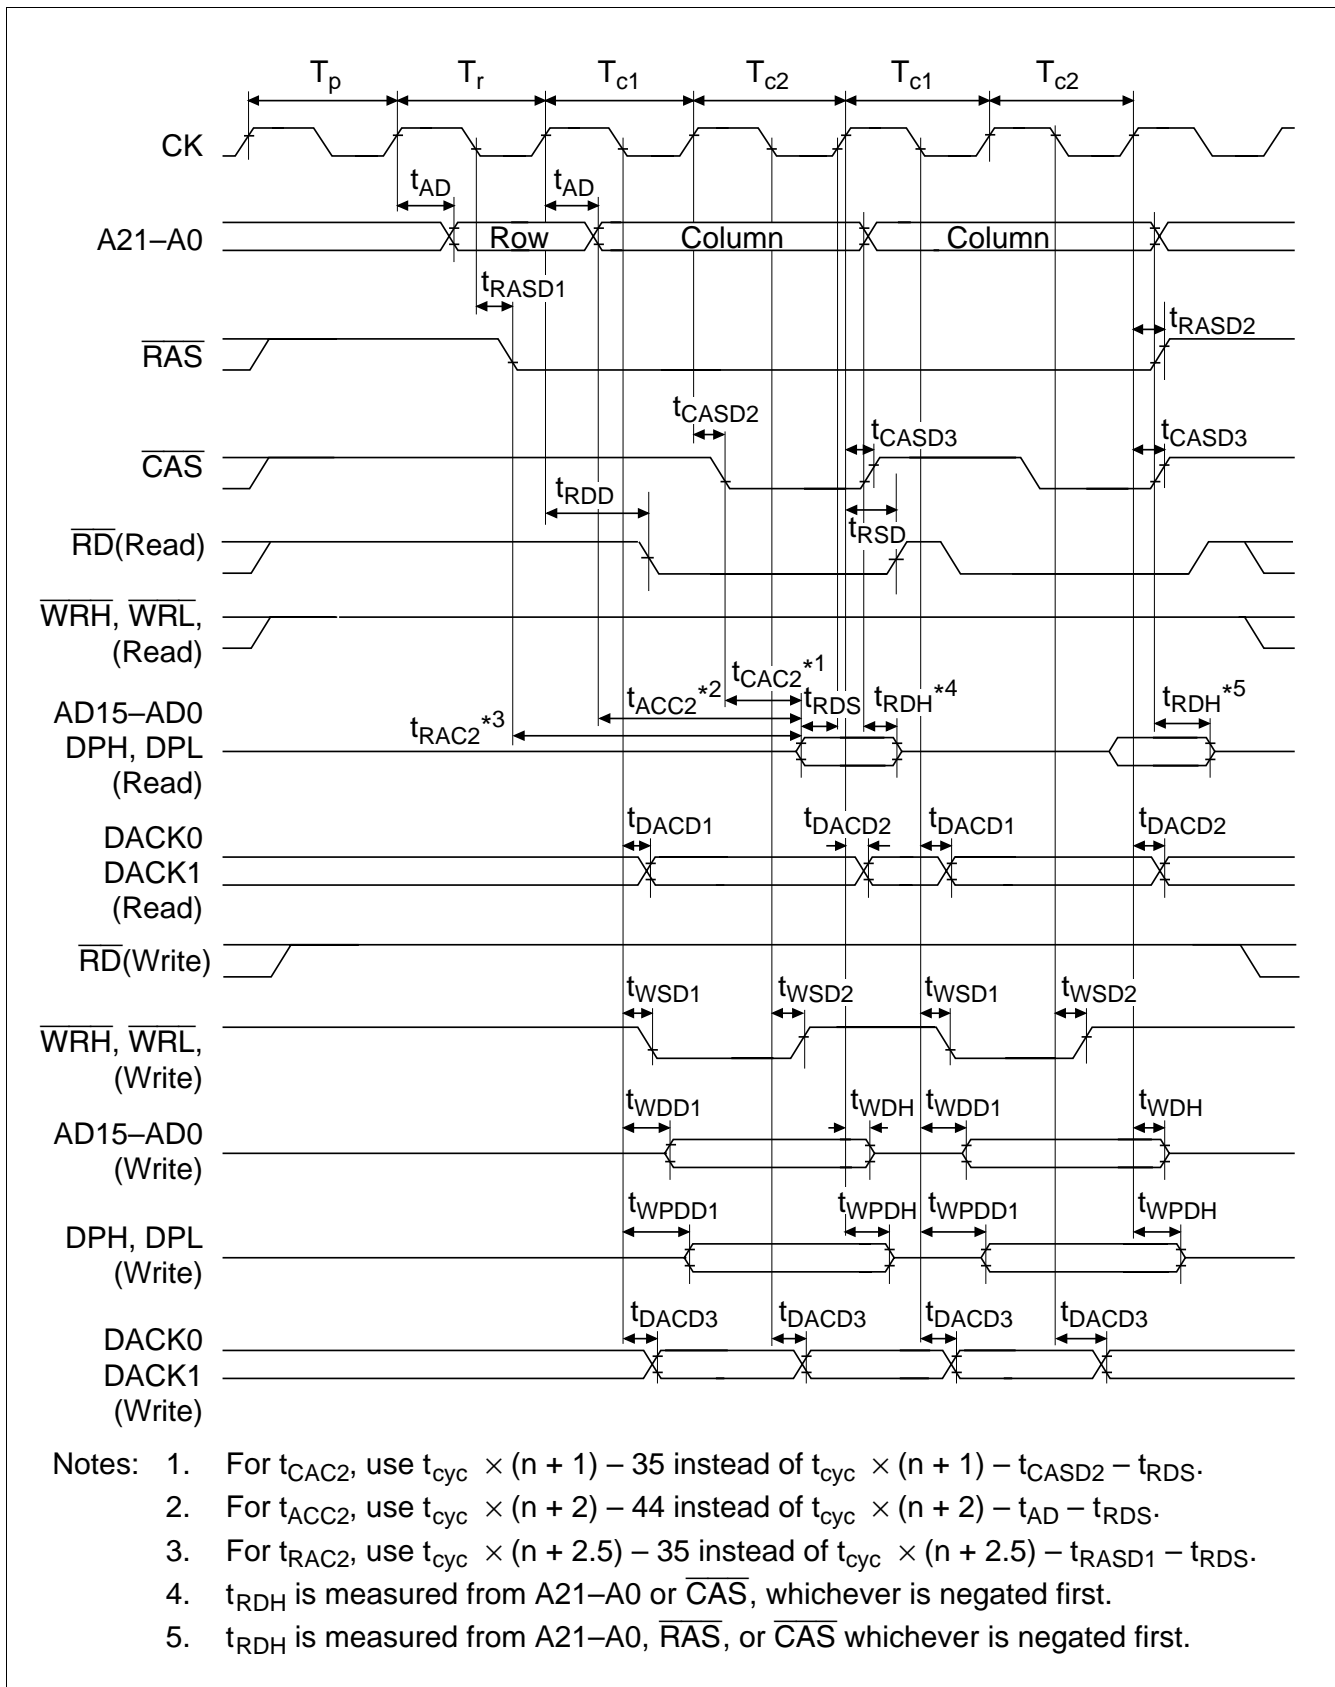 Tp Tr Tc1 Tc2 Tc1 Tc2
CK
tAD tAD
A21–A0 Row Column Column
tRASD1
tRASD2
RAS
tCASD2
tCASD3 tCASD3
CAS
tRDD
tRSD
RD(Read)
WRH, WRL,
(Read)
tCAC2*1
tACC2*2 tRDS tRDH*4 tRDH*5
AD15–AD0
tRAC2*3
DPH, DPL
(Read)
tDACD1 tDACD2 tDACD1 tDACD2
DACK0
DACK1
(Read)
RD(Write)
tWSD1 tWSD2 tWSD1 tWSD2
WRH, WRL,
(Write)
tWDD1 tWDH tWDD1 tWDH
AD15–AD0
(Write)
tWPDD1 tWPDH tWPDD1 tWPDH
DPH, DPL
(Write)
tDACD3 tDACD3 tDACD3 tDACD3
DACK0
DACK1
(Write)
Notes: 1. For tCAC2, use tcyc × (n + 1) – 35 instead of tcyc × (n + 1) – tCASD2 – tRDS.
2. For tACC2, use tcyc × (n + 2) – 44 instead of tcyc × (n + 2) – tAD – tRDS.
3. For tRAC2, use tcyc × (n + 2.5) – 35 instead of tcyc × (n + 2.5) – tRASD1 – tRDS.
4. tRDH is measured from A21–A0 or CAS, whichever is negated first.
5. tRDH is measured from A21–A0, RAS, or CAS whichever is negated first.